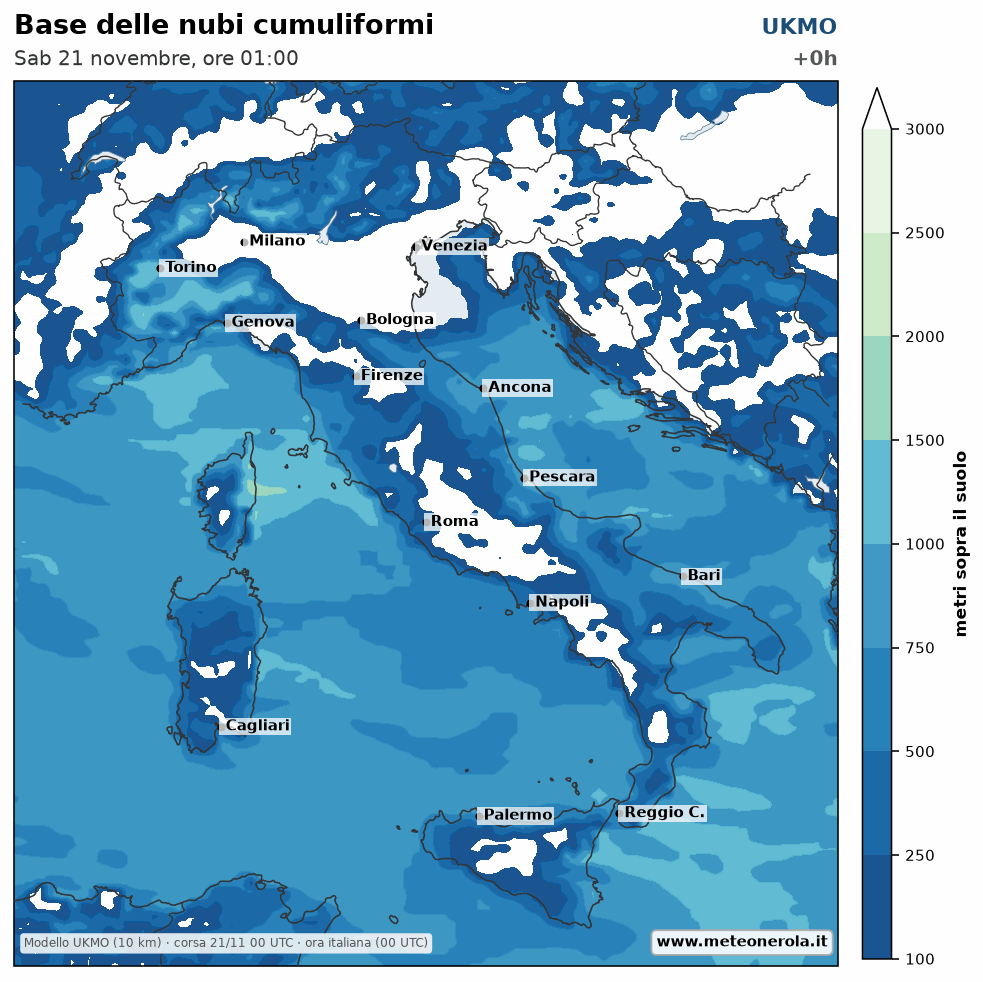 Base delle nubi cumuliformi
UKMO
Sab 21 novembre, ore 01:00
+0h
3000
2500
2000
1500
1000
750
500
250
100
metri sopra il suolo
Milano
Venezia
Torino
Genova
Bologna
Firenze
Ancona
Pescara
Roma
Bari
Napoli
Cagliari
Palermo
Reggio C.
Modello UKMO (10 km) · corsa 21/11 00 UTC · ora italiana (00 UTC)
www.meteonerola.it